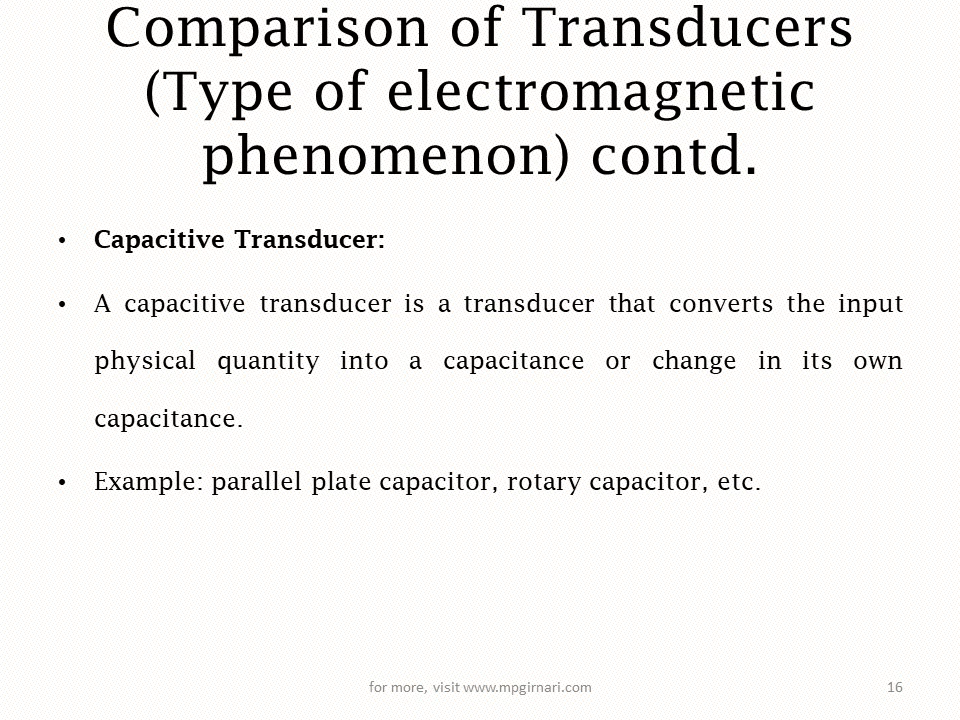 Comparison of Transducers
(Type of electromagnetic
phenomenon) contd.
• Capacitive Transducer:
• A capacitive transducer is a transducer that converts the input
physical quantity into a capacitance or change in its own
capacitance.
• Example: parallel plate capacitor, rotary capacitor, etc.
for more, visit www.mpgirnari.com
16